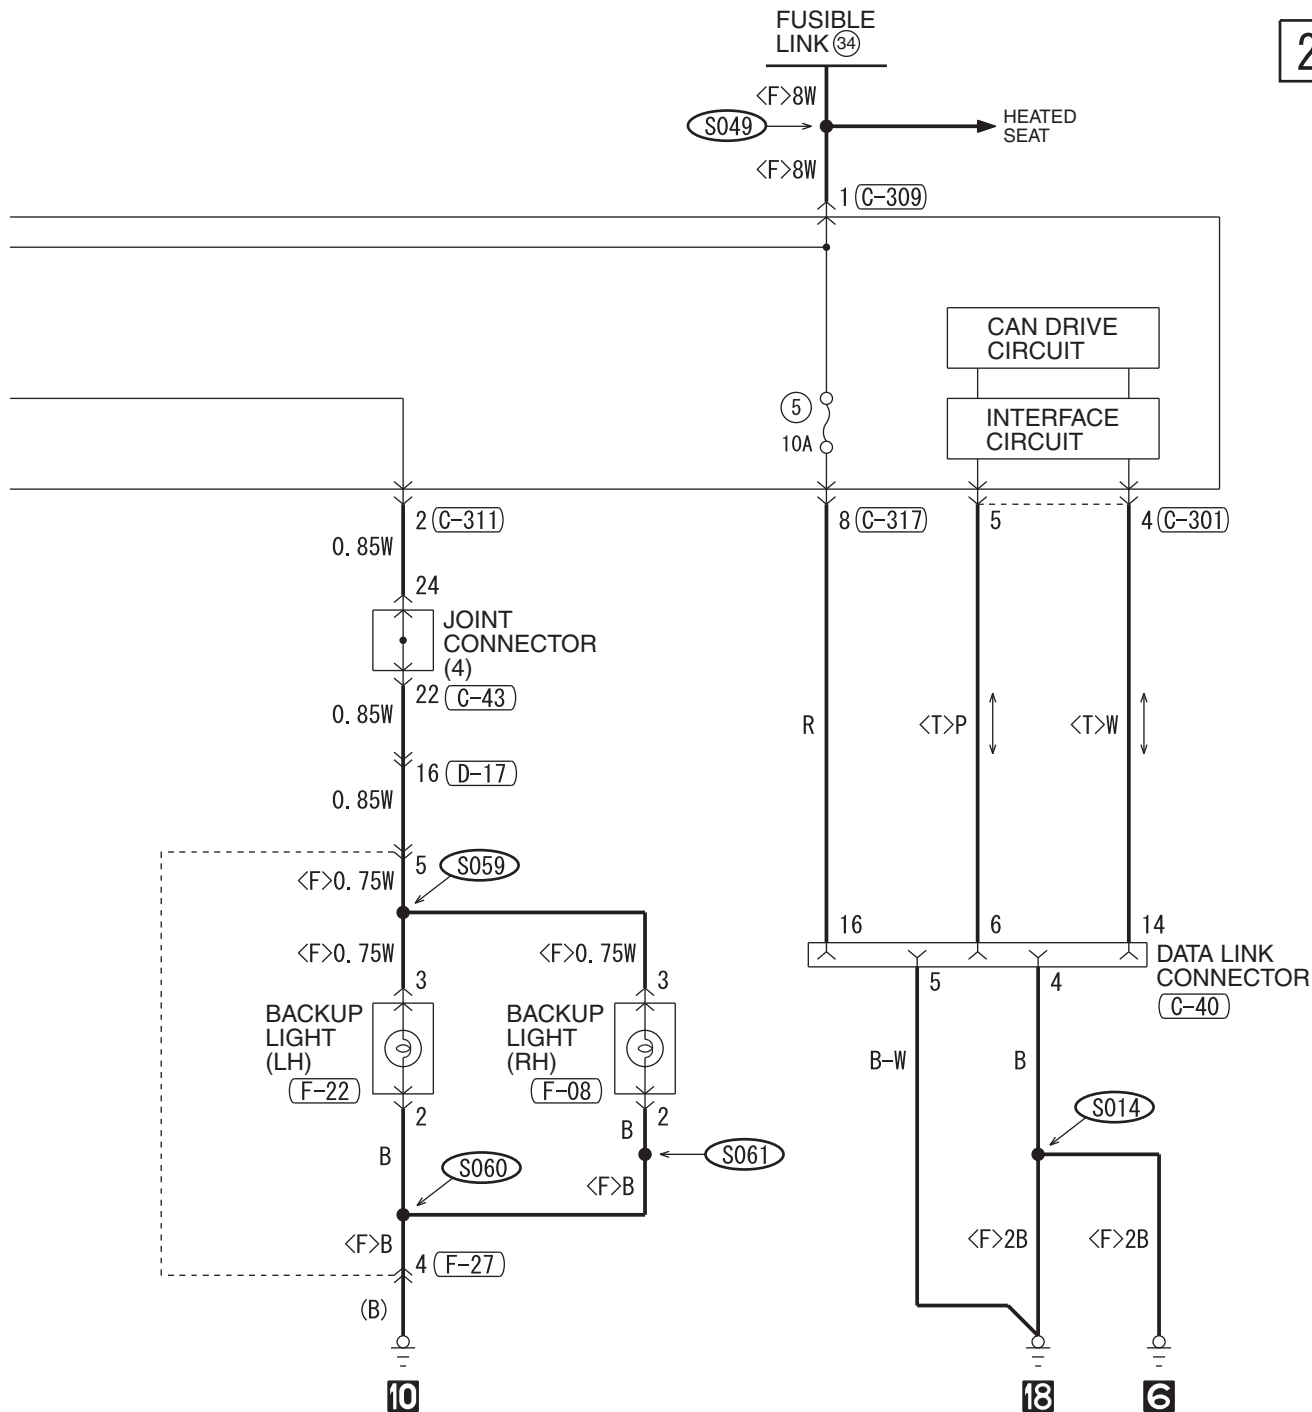 FUSIBLE
LINK 34
2
<F>8W
S049
HEATED
SEAT
<F>8W
1 C-309
CAN DRIVE
CIRCUIT
5
10A
INTERFACE
CIRCUIT
2 C-311
8 C-317
5
4 C-301
0.85W
24
JOINT
CONNECTOR
(4)
22 C-43
0.85W
R
<T>P
<T>W
16 D-17
0.85W
5
S059
<F>0.75W
<F>0.75W
<F>0.75W
16
6
14
DATA LINK
CONNECTOR
C-40
5
4
3
3
BACKUP
LIGHT
(LH)
F-22
BACKUP
LIGHT
(RH)
F-08
B-W
B
2
2
S014
B
B
S060
S061
<F>B
<F>B
<F>2B
<F>2B
4 F-27
(B)
10
18
6